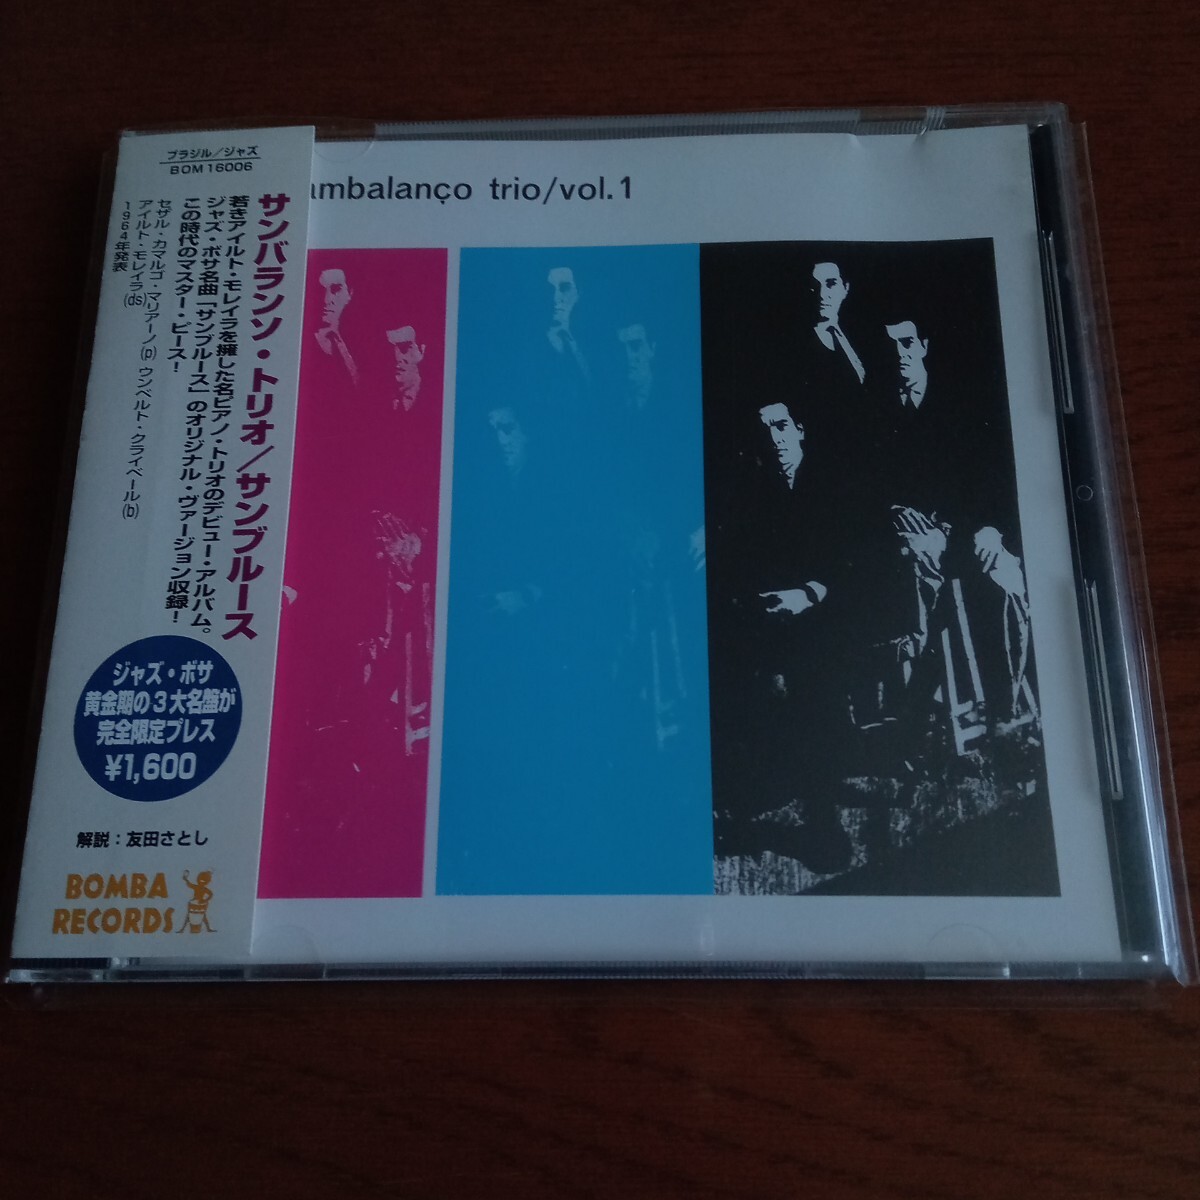 ブラジル/ジャズ
BOM16006
サンバランソ・トリオ/サンブルース
若きアイルト・モレイラを擁した名ピアノ・トリオのデビュー・アルバム。
ジャズ・ボサ名曲「サンブルース」のオリジナル・ヴァージョン収録!
この時代のマスター・ピース!
セザル・カマルゴ・マリアーノ(p) ウンベルト・クライベール(b)
アイルト・モレイラ(ds)
1964年発表
ジャズ・ボサ
黄金期の3大名盤が
完全限定プレス
¥1,600
解説:友田さとし
BOMBA
RECORDS
ambalanço trio/vol.1